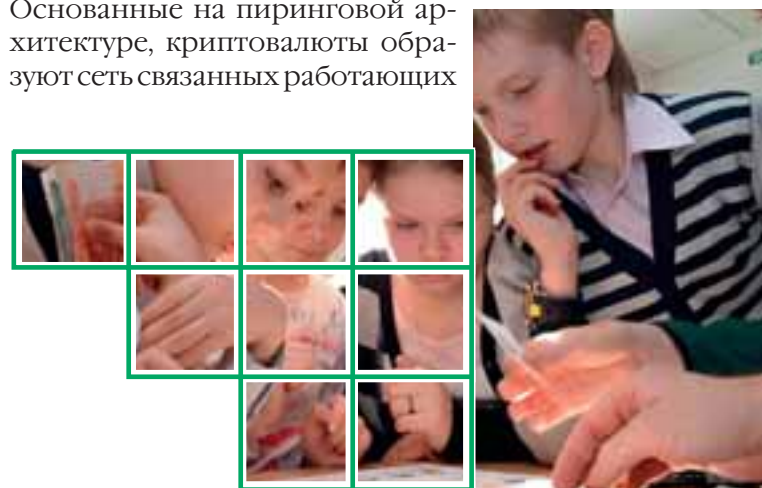 Основанные на пиринговой ар-
хитектуре, криптовалюты обра-
зуют сеть связанных работающих